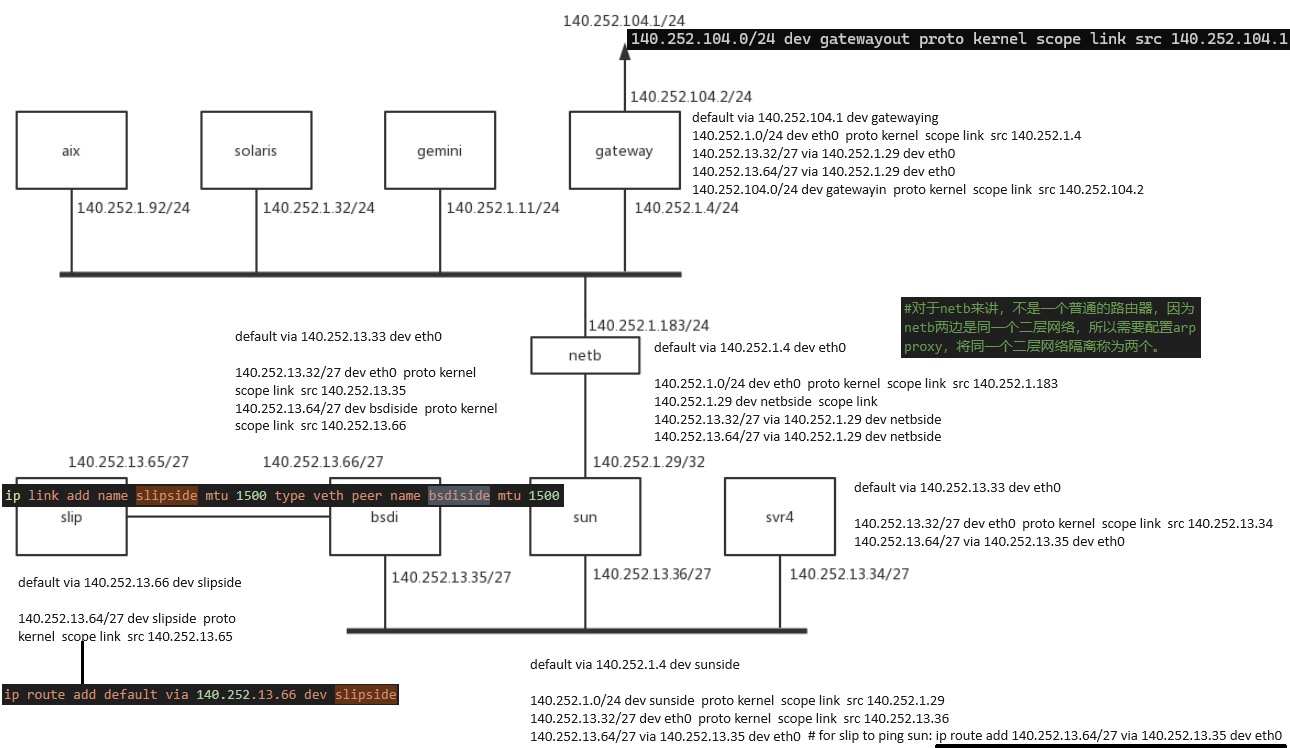 140.252.104.1/24
140.252.104.0/24 dev gatewayout proto kernel scope link src 140.252.104.1
140.252.104.2/24
aix
solaris
gemini
gateway
default via 140.252.104.1 dev gatewaying
140.252.1.0/24 dev eth0 proto kernel scope link src 140.252.1.4
140.252.13.32/27 via 140.252.1.29 dev eth0
140.252.13.64/27 via 140.252.1.29 dev eth0
140.252.104.0/24 dev gatewayin proto kernel scope link src 140.252.104.2
140.252.1.92/24
140.252.1.32/24
140.252.1.11/24
140.252.1.4/24
#对于netb来讲，不是一个普通的路由器，因为
netb两边是同一个二层网络，所以需要配置arp
proxy，将同一个二层网络隔离称为两个。
140.252.1.183/24
netb
default via 140.252.1.4 dev eth0
140.252.1.0/24 dev eth0 proto kernel scope link src 140.252.1.183
140.252.1.29 dev netbside scope link
140.252.13.32/27 via 140.252.1.29 dev netbside
140.252.13.64/27 via 140.252.1.29 dev netbside
default via 140.252.13.33 dev eth0
140.252.13.32/27 dev eth0 proto kernel
scope link src 140.252.13.35
140.252.13.64/27 dev bsdiside proto kernel
scope link src 140.252.13.66
140.252.13.65/27
140.252.13.66/27
140.252.1.29/32
ip link add name slipside mtu 1500 type veth peer name bsdiside mtu 1500
slip
bsdi
sun
svr4
default via 140.252.13.33 dev eth0
140.252.13.32/27 dev eth0 proto kernel scope link src 140.252.13.34
140.252.13.64/27 via 140.252.13.35 dev eth0
140.252.13.35/27
140.252.13.36/27
140.252.13.34/27
default via 140.252.13.66 dev slipside
140.252.13.64/27 dev slipside proto
kernel scope link src 140.252.13.65
ip route add default via 140.252.13.66 dev slipside
default via 140.252.1.4 dev sunside
140.252.1.0/24 dev sunside proto kernel scope link src 140.252.1.29
140.252.13.32/27 dev eth0 proto kernel scope link src 140.252.13.36
140.252.13.64/27 via 140.252.13.35 dev eth0 # for slip to ping sun: ip route add 140.252.13.64/27 via 140.252.13.35 dev eth0